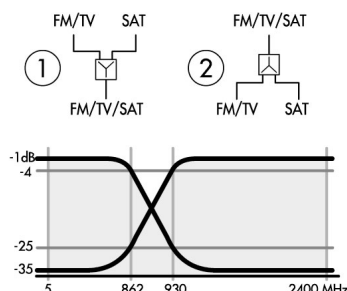 FM/TV SAT
1
FM/TV/SAT
FM/TV/SAT
2
FM/TV SAT
-1dB
-4
-25
-35
5 862 930 2400 MHz